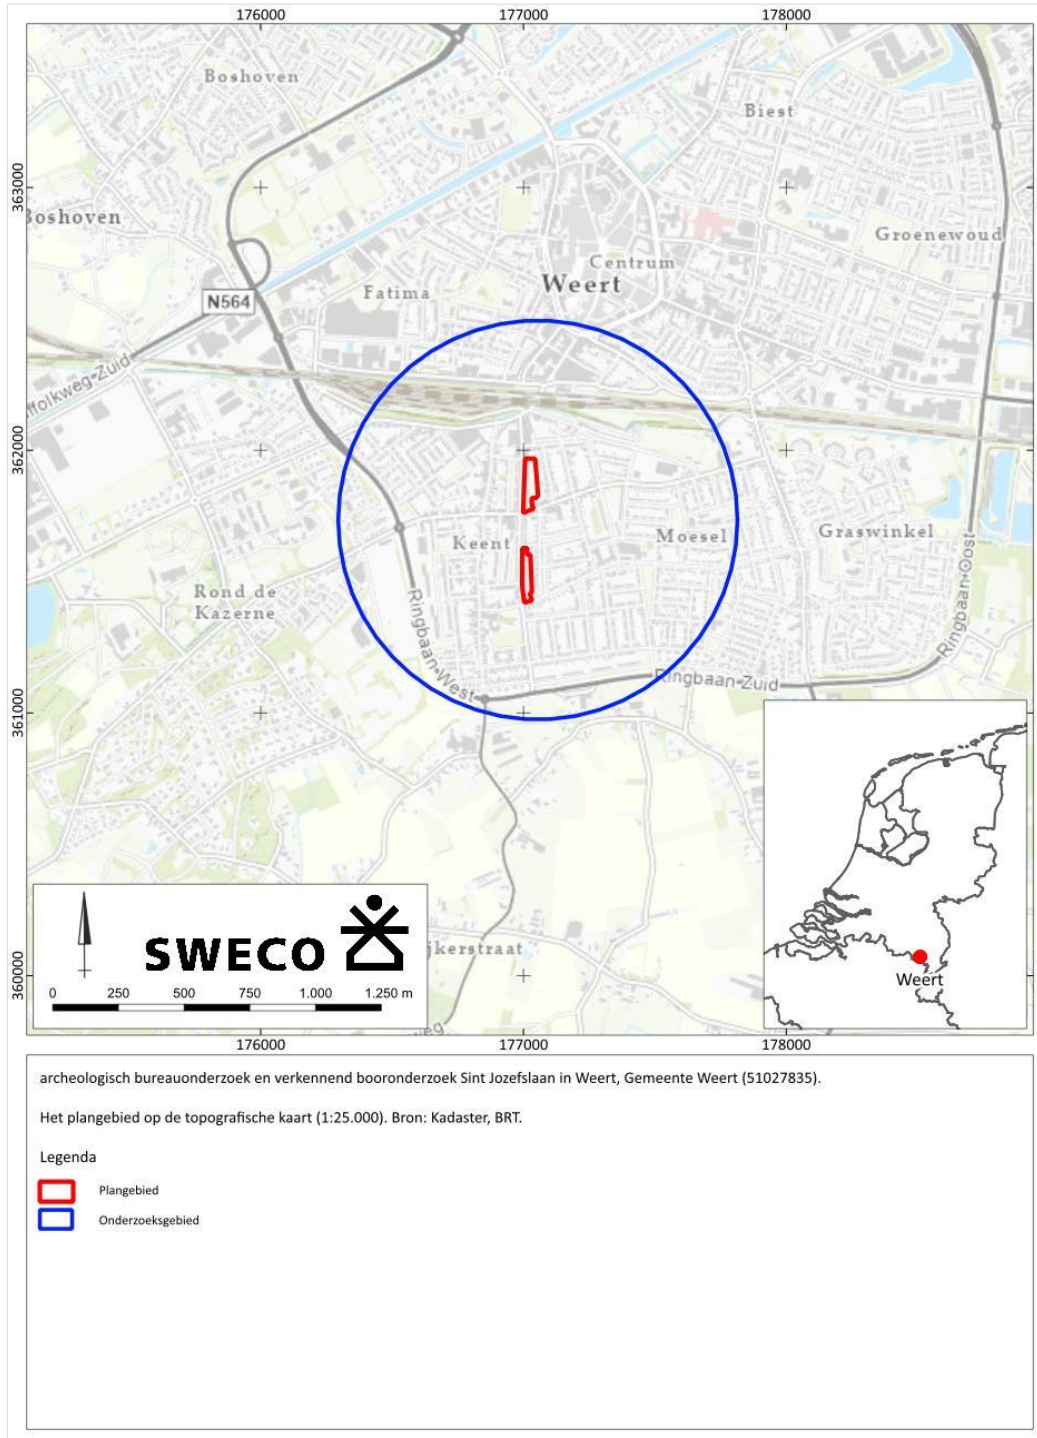 176000 177000 178000
Boshoven
Biest
363000
Boshoven
Groenewoud
Centrum
Weert
Fatima
N564
362000
Keent
Moesel
Graswinkel
Rond de
Kazerne
Ringbaan-West
Ringbaan-Oost
Ringbaan-Zuid
361000
SWECO
0 250 500 750 1.000 1.250 m
360000
Weert
176000 177000 178000
archeologisch bureauonderzoek en verkennend booronderzoek Sint Jozefslaan in Weert, Gemeente Weert (51027835).
Het plangebied op de topografische kaart (1:25.000). Bron: Kadaster, BRT.
Legenda
Plangebied
Onderzoeksgebied